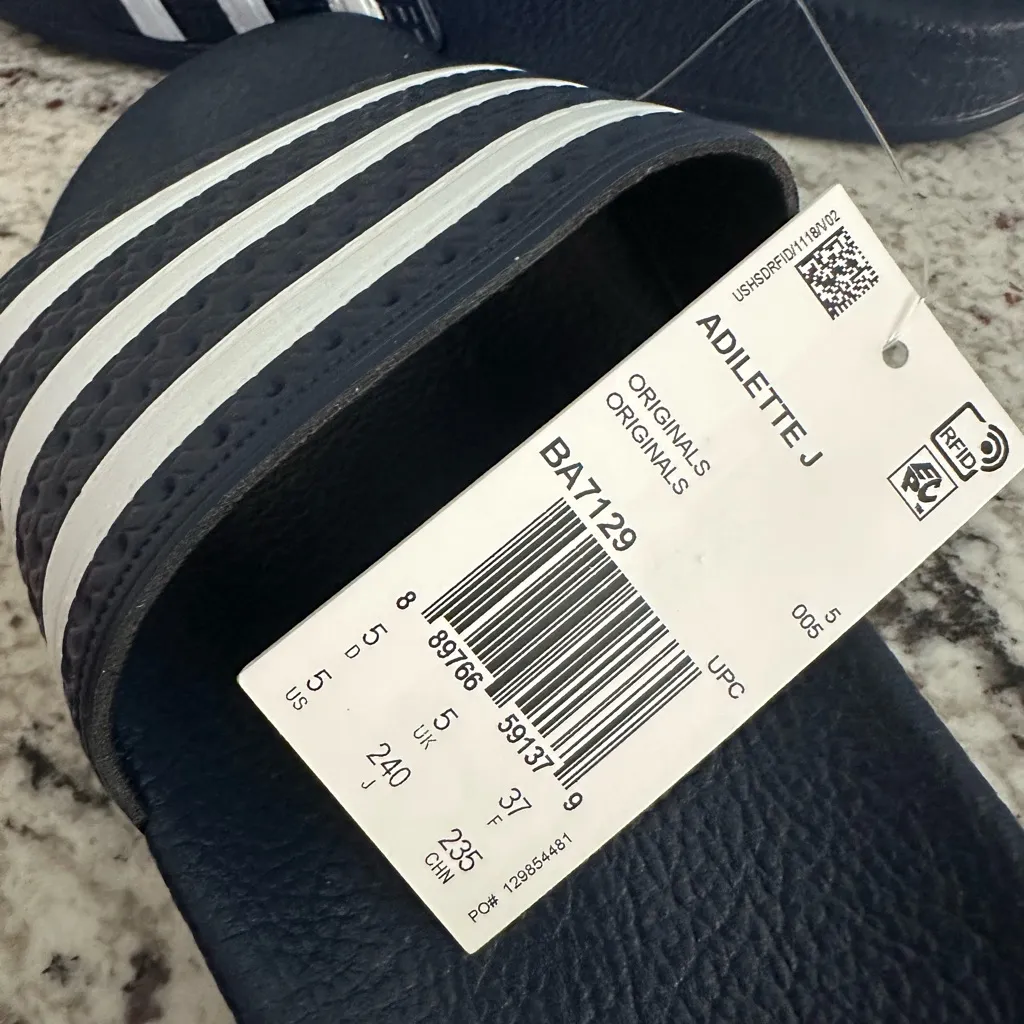 USHSDRFID/1118/V02
ADILETTE J
ORIGINALS
ORIGINALS
BA7129
RFID
EPC
5
005
UPC
8 89766 59137 9
5 D
5 US
5 UK
240 J
37 F
235 CHN
PO# 129854481